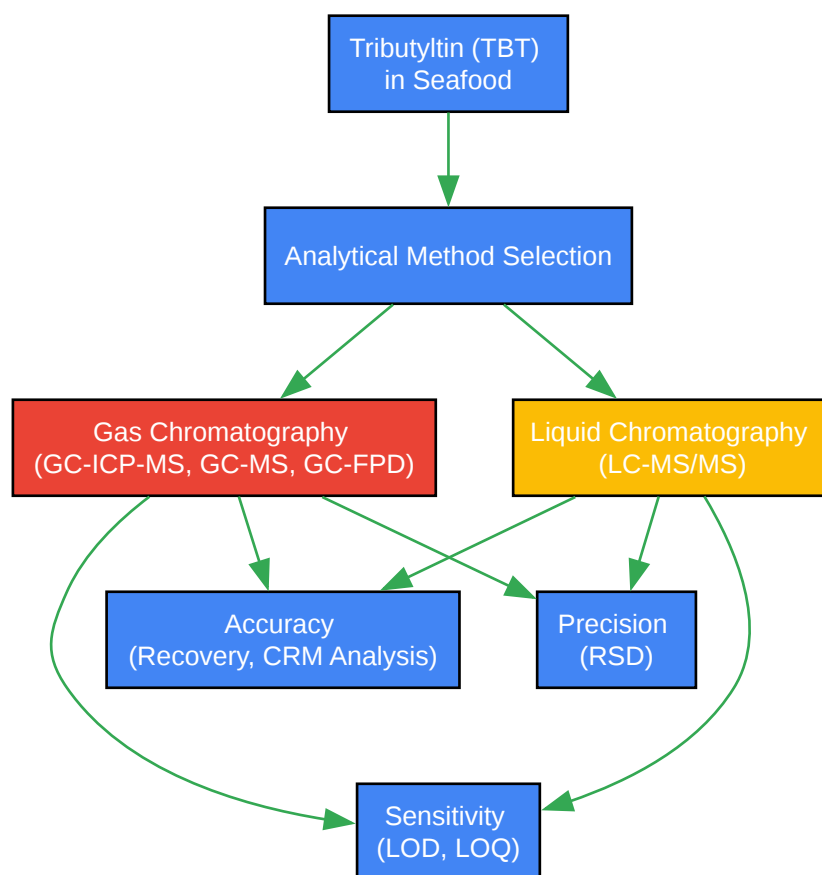 Tributyltin (TBT)
in Seafood
Analytical Method Selection
Gas Chromatography
(GC-ICP-MS, GC-MS, GC-FPD)
Liquid Chromatography
(LC-MS/MS)
Accuracy
(Recovery, CRM Analysis)
Precision
(RSD)
Sensitivity
(LOD, LOQ)